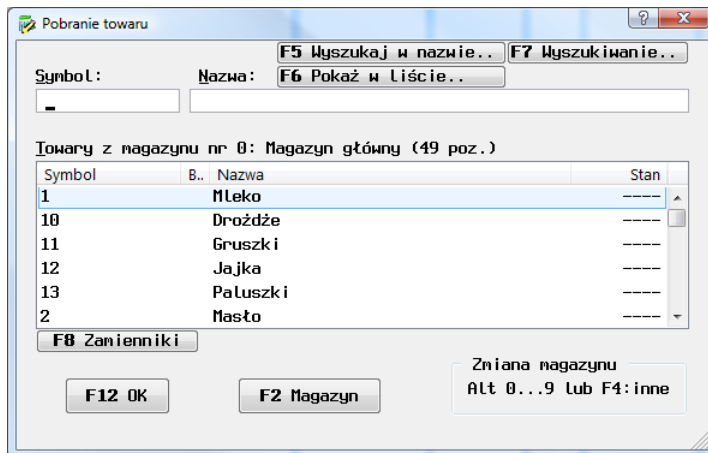 Pobranie towaru
F5 Wyszukaj w nazwie.. F7 Wyszukiwanie..
Symbol: Nazwa: F6 Pokaż w liście..
Towary z magazynu nr 0: Magazyn główny (49 poz.)
Symbol B.. Nazwa Stan
1 Mleko ----
10 Drożdże ----
11 Gruszki ----
12 Jajka ----
13 Paluszki ----
2 Masło ----
F8 Zamienniki
Zmiana magazynu
F12 OK F2 Magazyn Alt 0...9 lub F4:inne